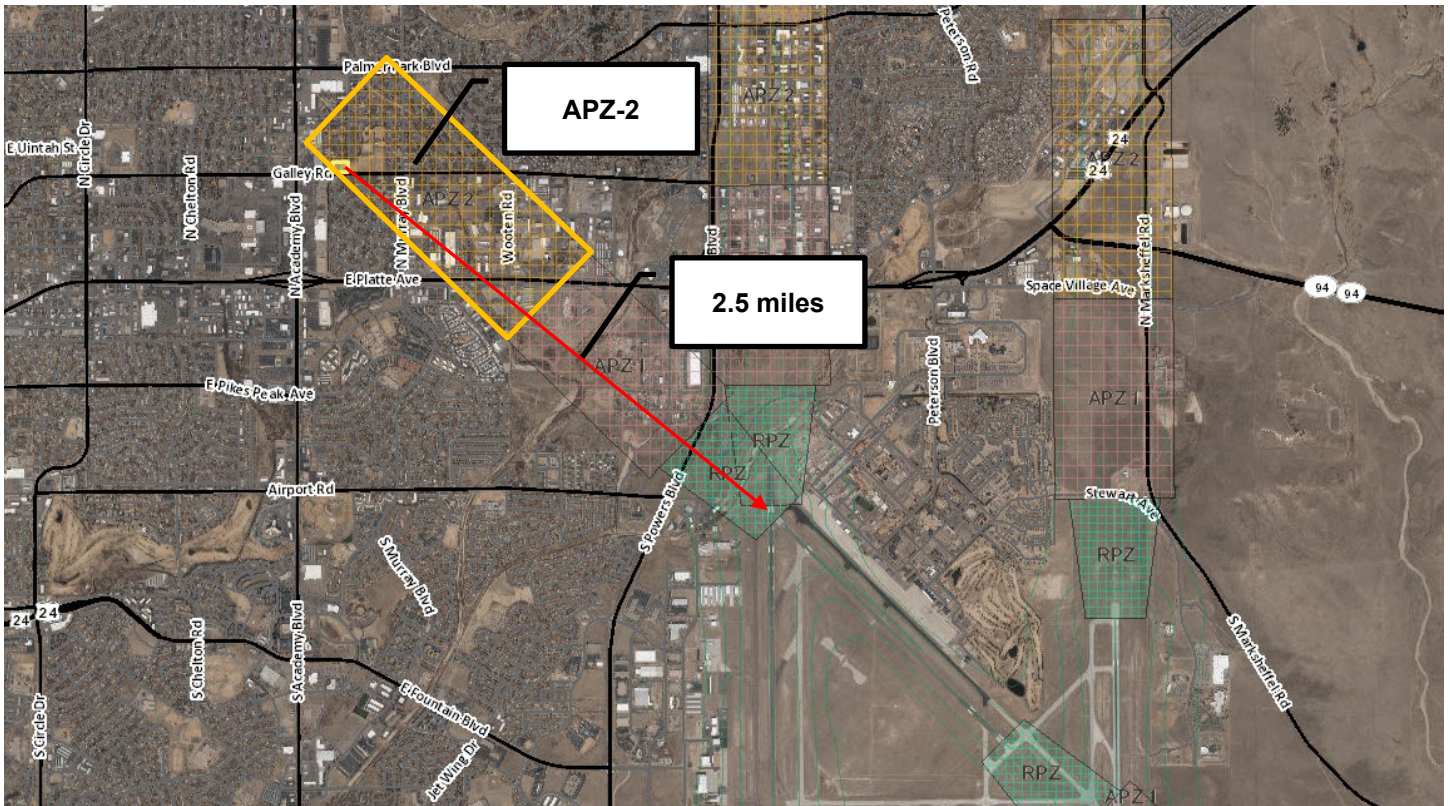 Palmer Park Blvd
Peterson Rd
APZ-2
APZ 2
24
24
APZ 2
E Uintah St
N Circle Dr
N Chelton Rd
Galley Rd
N Academy Blvd
N Murray Blvd
APZ 2
Wooten Rd
Blvd
N Marksheffel Rd
E Platte Ave
2.5 miles
Space Village Ave
94
94
APZ 1
E Pikes Peak Ave
Peterson Blvd
APZ 1
RPZ
RPZ
Airport Rd
S Powers Blvd
Stewart Ave
RPZ
S Murray Blvd
24
24
S Chelton Rd
S Academy Blvd
S Marksheffel Rd
S Circle Dr
E Fountain Blvd
Jet Wing Dr
RPZ
APZ 1